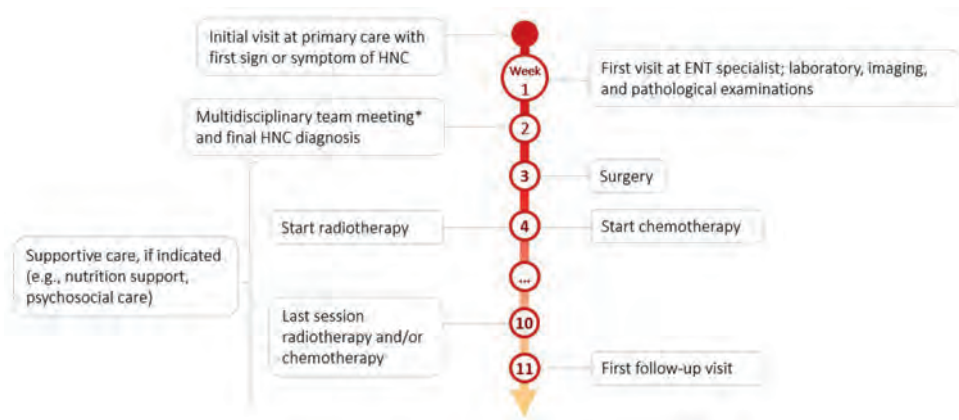 Initial visit at primary care with
first sign or symptom of HNC
Week
1
First visit at ENT specialist; laboratory, imaging,
and pathological examinations
Multidisciplinary team meeting*
and final HNC diagnosis
2
3
Surgery
Start radiotherapy
4
Start chemotherapy
Supportive care, if indicated
(e.g., nutrition support,
psychosocial care)
...
Last session
radiotherapy and/or
chemotherapy
10
11
First follow-up visit